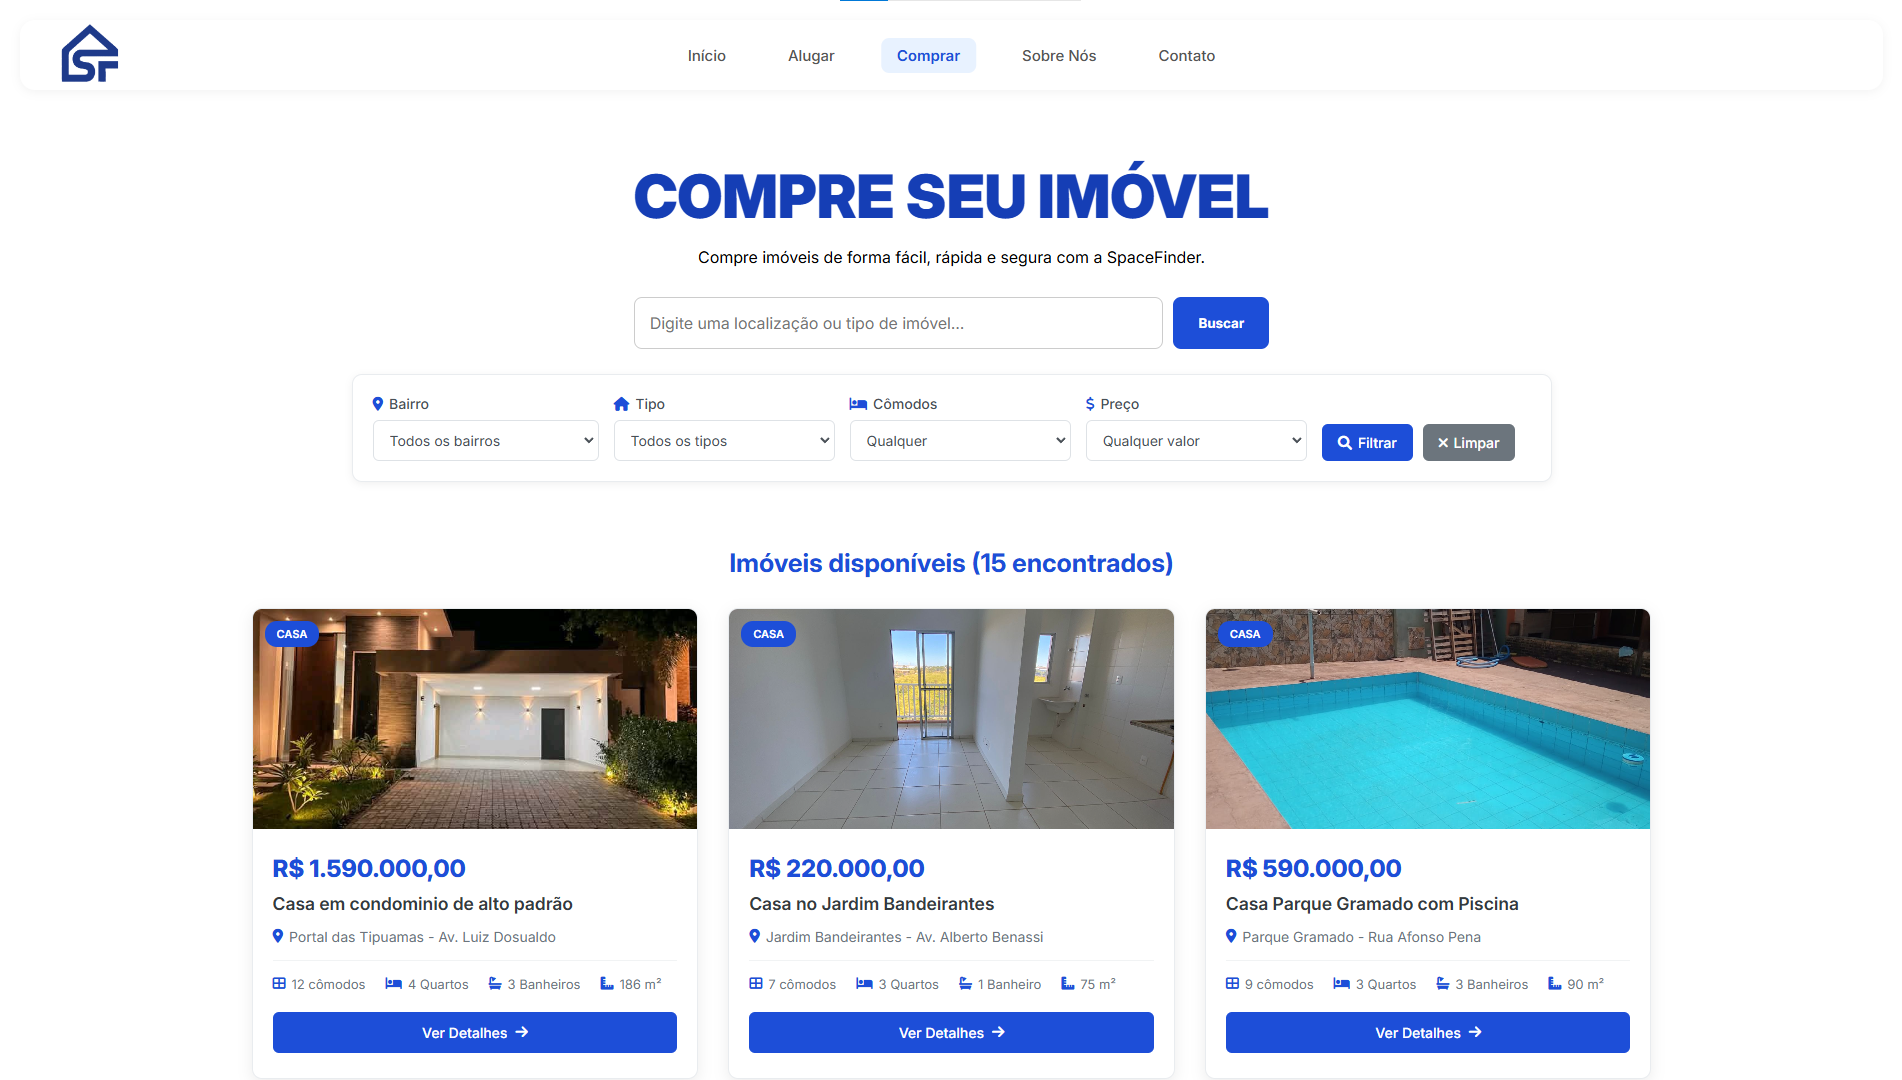 SF
Início
Alugar
Comprar
Sobre Nós
Contato
COMPRE SEU IMÓVEL
Compre imóveis de forma fácil, rápida e segura com a SpaceFinder.
Digite uma localização ou tipo de imóvel...
Buscar
Bairro
Tipo
Cômodos
Preço
Todos os bairros
Todos os tipos
Qualquer
Qualquer valor
Filtrar
Limpar
Imóveis disponíveis (15 encontrados)
CASA
R$ 1.590.000,00
Casa em condominio de alto padrão
Portal das Tipuamas - Av. Luiz Dosualdo
12 cômodos
4 Quartos
3 Banheiros
186 m²
Ver Detalhes
CASA
R$ 220.000,00
Casa no Jardim Bandeirantes
Jardim Bandeirantes - Av. Alberto Benassi
7 cômodos
3 Quartos
1 Banheiro
75 m²
Ver Detalhes
CASA
R$ 590.000,00
Casa Parque Gramado com Piscina
Parque Gramado - Rua Afonso Pena
9 cômodos
3 Quartos
3 Banheiros
90 m²
Ver Detalhes